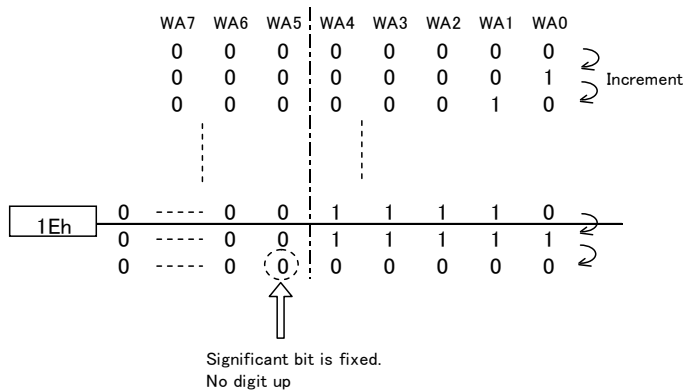 WA7 WA6 WA5 WA4 WA3 WA2 WA1 WA0
0 0 0 0 0 0 0 0
0 0 0 0 0 0 0 1
Increment
0 0 0 0 0 0 1 0
0 ----- 0 0 1 1 1 1 0
1Eh
0 ----- 0 0 1 1 1 1 1
0 ----- 0 0 0 0 0 0 0
Significant bit is fixed.
No digit up